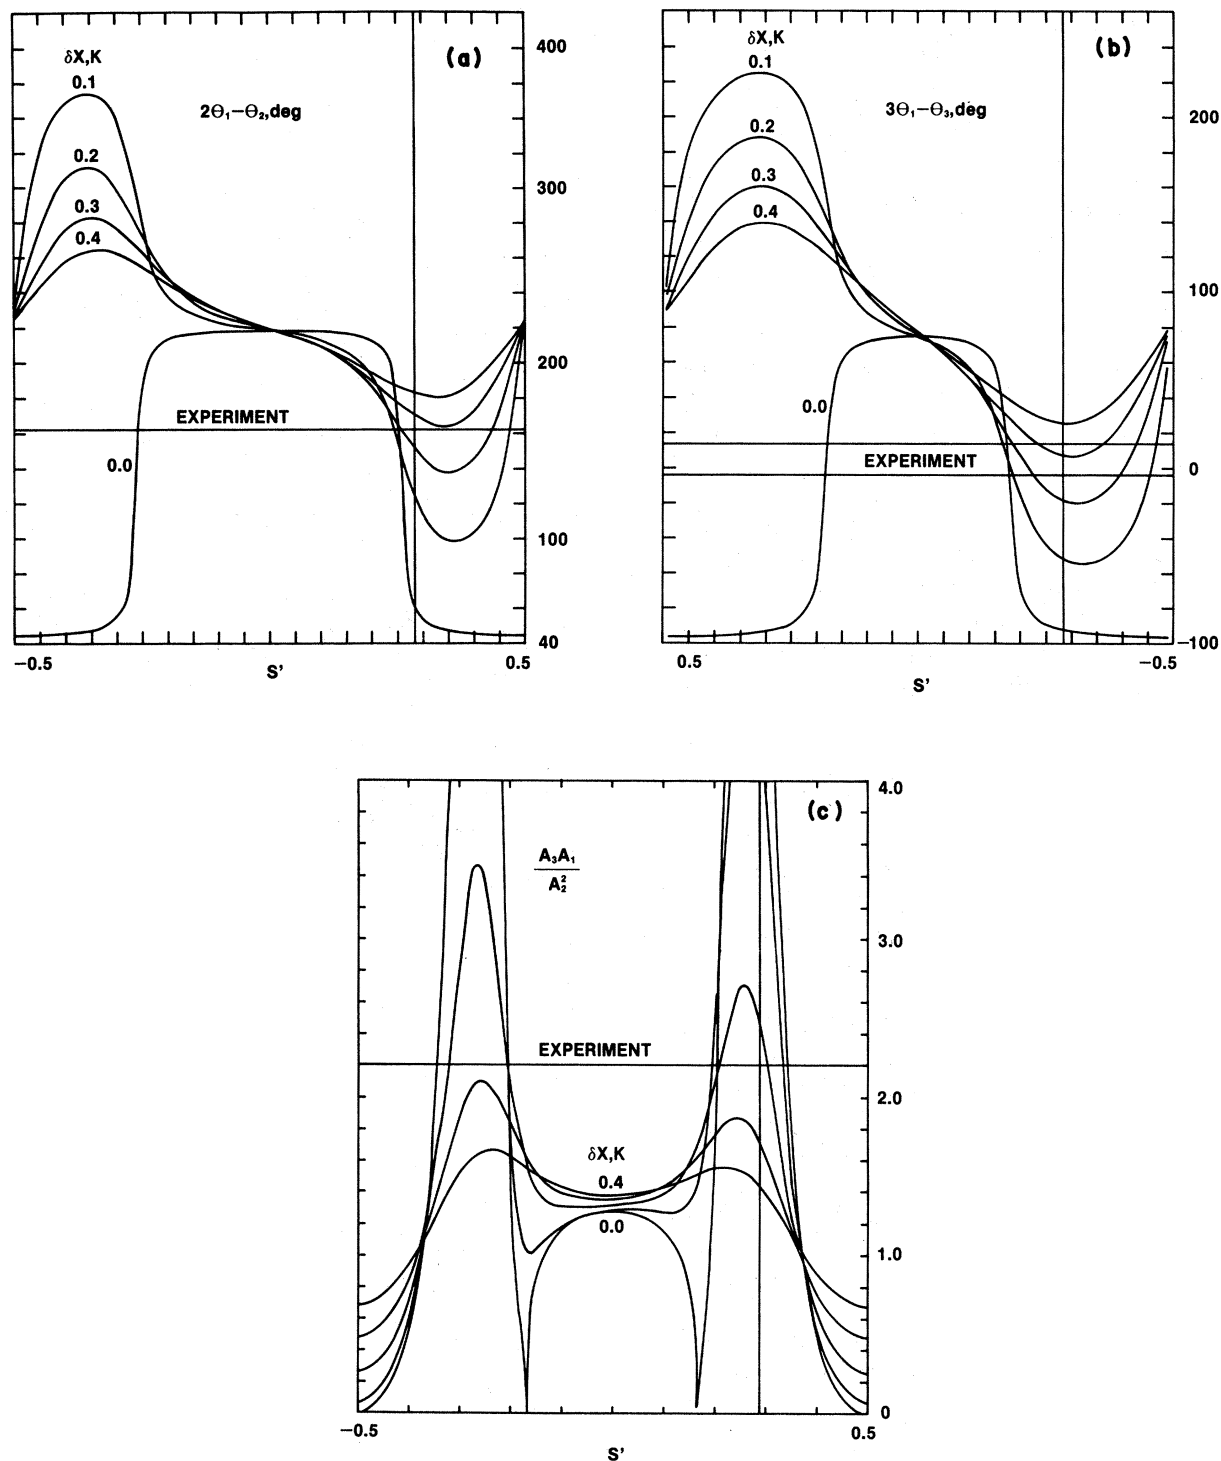 (a)
400
δX,K
0.1
2Θ₁−Θ₂,deg
0.2
300
0.3
0.4
200
EXPERIMENT
0.0
100
40
−0.5
0.5
S'
(b)
δX,K
0.1
3Θ₁−Θ₃,deg
200
0.2
0.3
0.4
100
0.0
EXPERIMENT
0
−100
0.5
−0.5
S'
(c)
4.0
A₃A₁
A₂²
3.0
EXPERIMENT
2.0
δX,K
0.4
0.0
1.0
0
−0.5
0.5
S'